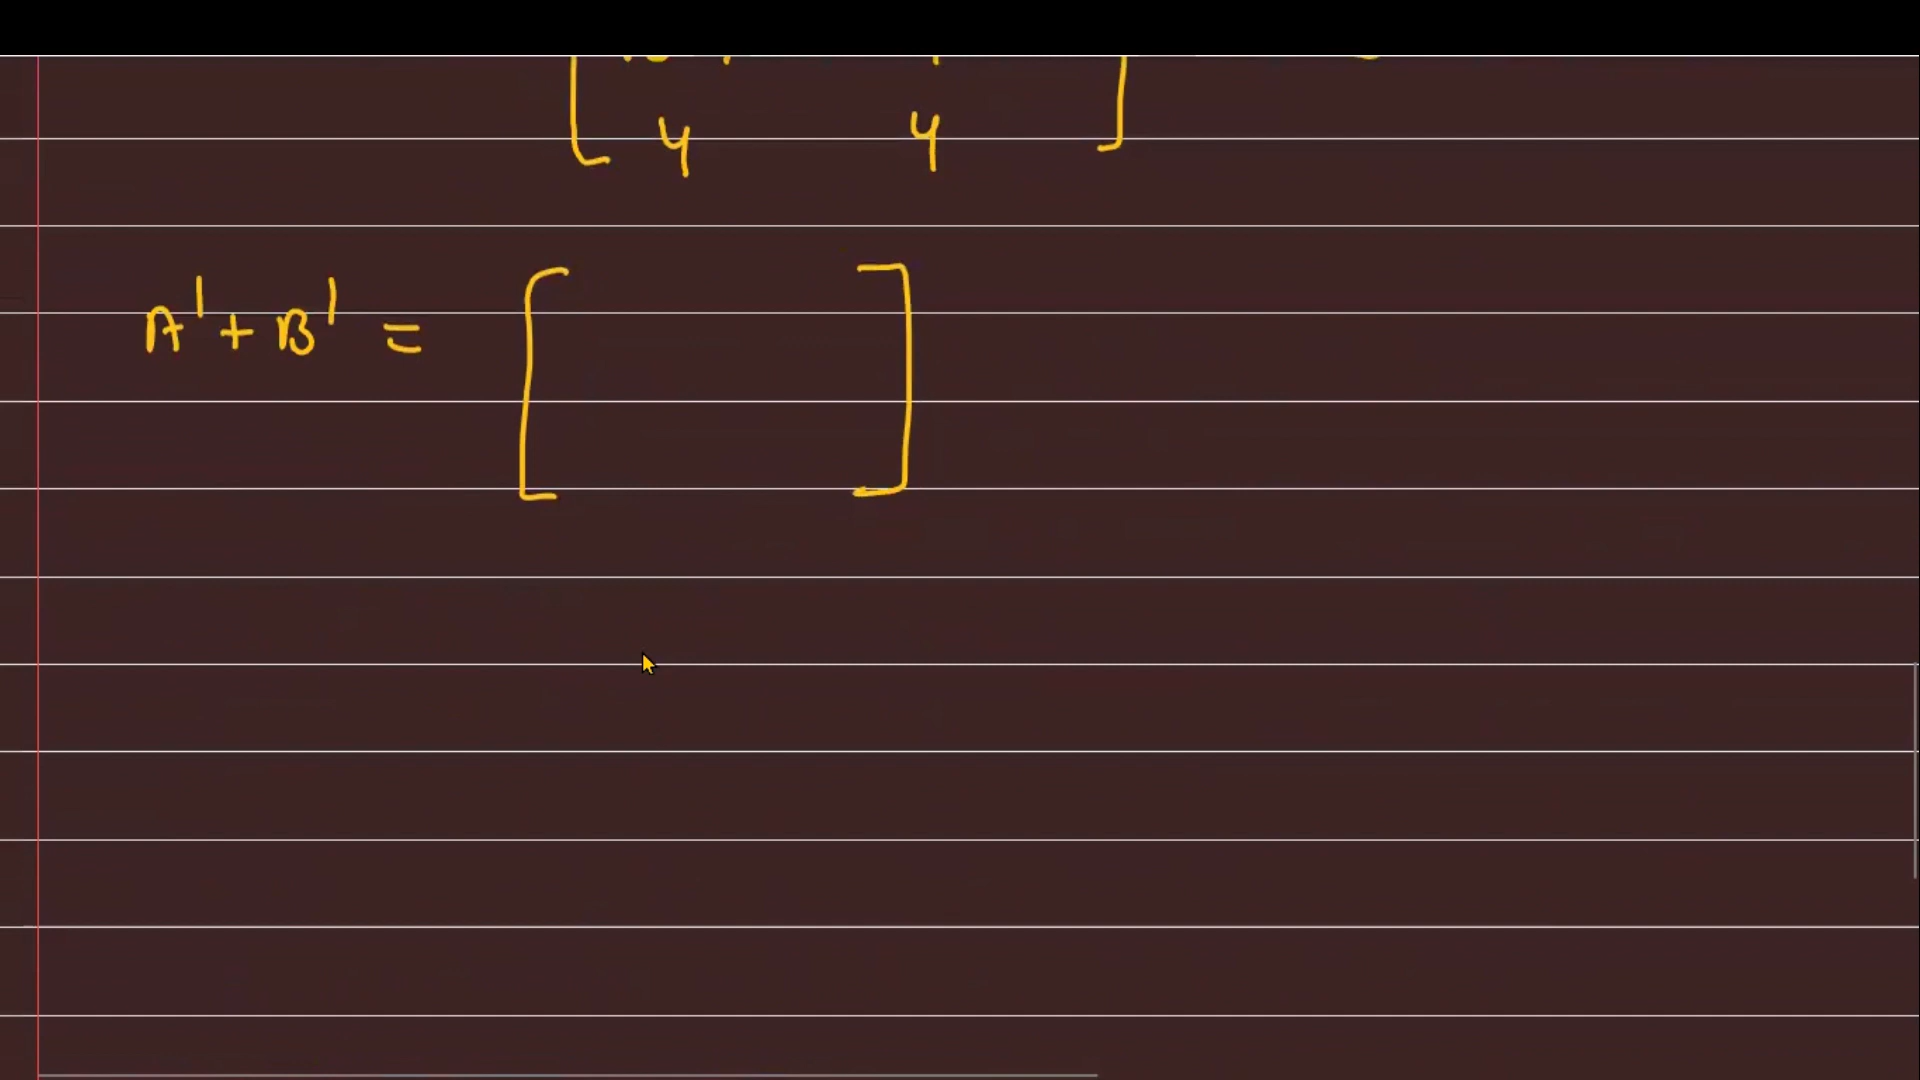 4 4
A' + B' = [ ]